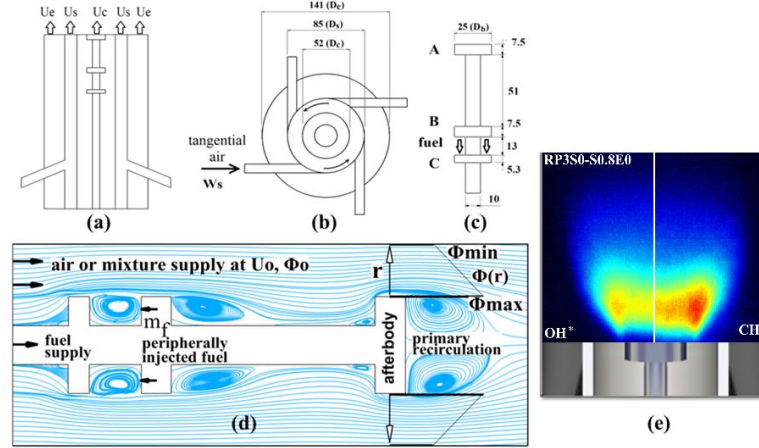 Ue Us Uc Us Ue
(a)
141 (De)
85 (Ds)
52 (Dc)
tangential
air
Ws
(b)
25 (Db)
A
7.5
51
B
7.5
fuel
13
C
5.3
10
(c)
air or mixture supply at Uo, Φo
r
Φmin
Φ(r)
Φmax
mf
fuel
supply
peripherally
injected fuel
afterbody
primary
recirculation
(d)
RP3S0-S0.8E0
OH* CH
(e)